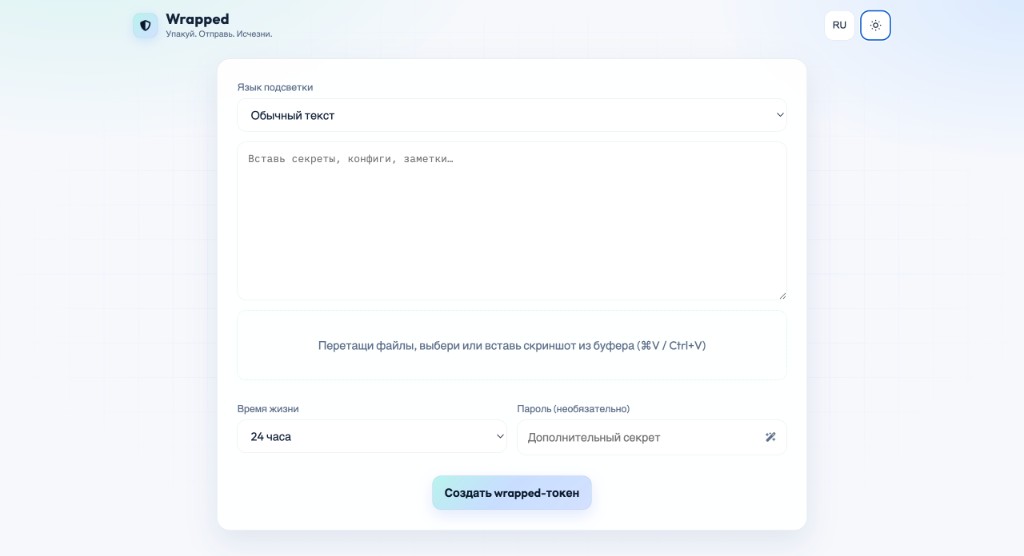 Wrapped
Упакуй. Отправь. Исчезни.
RU
Язык подсветки
Обычный текст
Вставь секреты, конфиги, заметки…
Перетащи файлы, выбери или вставь скриншот из буфера (⌘V / Ctrl+V)
Время жизни
Пароль (необязательно)
24 часа
Дополнительный секрет
Создать wrapped-токен